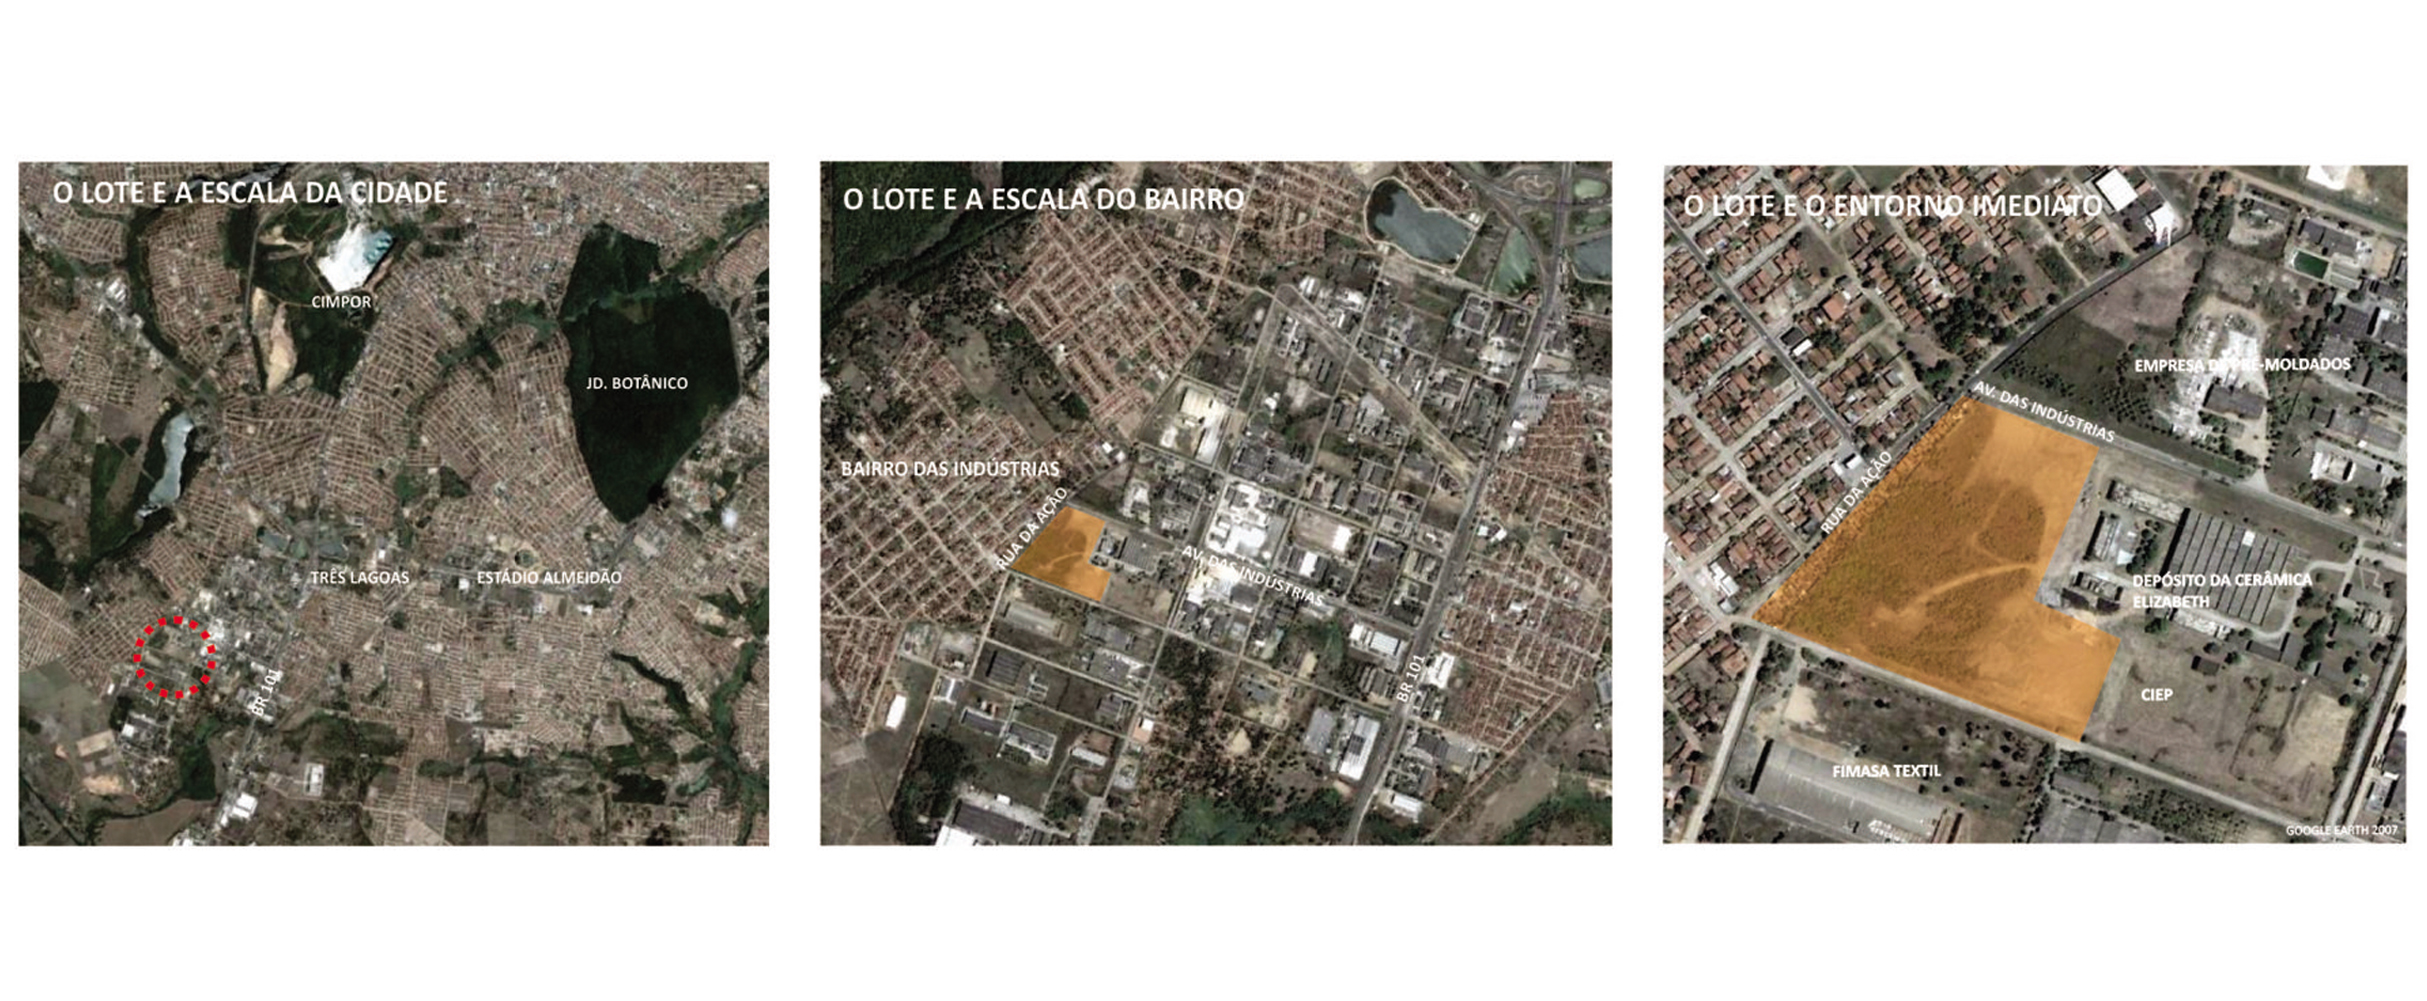 O LOTE E A ESCALA DA CIDADE
CIMPOR
JD. BOTÂNICO
TRÊS LAGOAS
ESTÁDIO ALMEIDÃO
BR 101
O LOTE E A ESCALA DO BAIRRO
BAIRRO DAS INDÚSTRIAS
RUA DA AÇÃO
AV. DAS INDÚSTRIAS
BR 101
O LOTE E O ENTORNO IMEDIATO
EMPRESA DE PRÉ-MOLDADOS
AV. DAS INDÚSTRIAS
RUA DA AÇÃO
DEPÓSITO DA CERÂMICA
ELIZABETH
CIEP
FIMASA TEXTIL
GOOGLE EARTH 2007